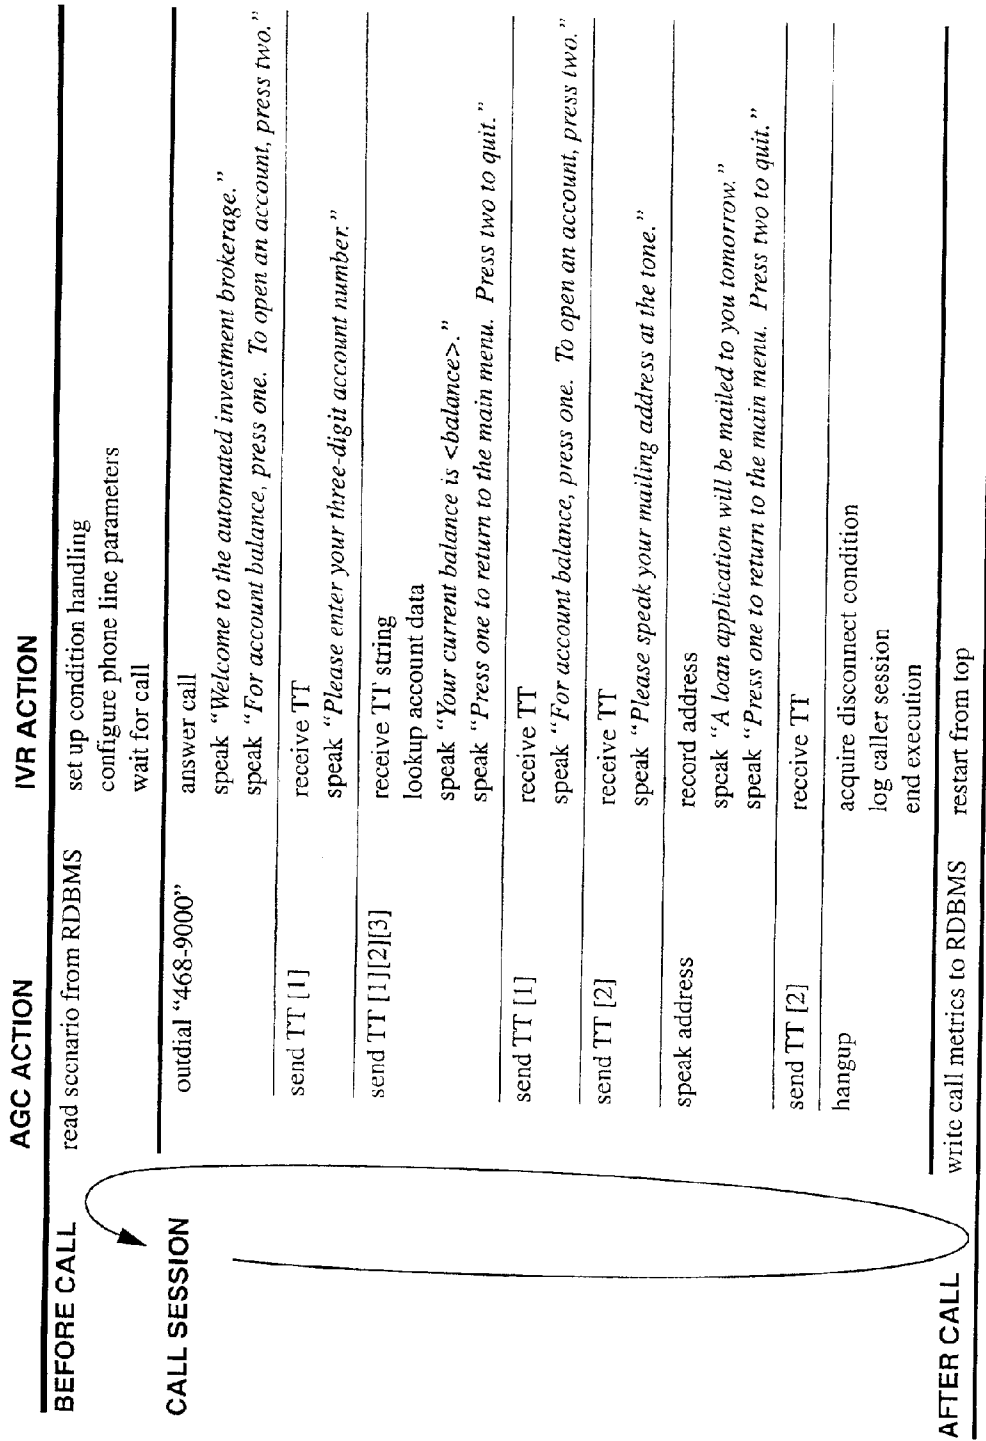 AGC ACTION IVR ACTION
BEFORE CALL read scenario from RDBMS set up condition handling
configure phone line parameters
wait for call
CALL SESSION outdial “468-9000” answer call
speak “Welcome to the automated investment brokerage.”
speak “For account balance, press one. To open an account, press two.”
send TT [1] receive TT
speak “Please enter your three-digit account number.”
send TT [1][2][3] receive TT string
lookup account data
speak “Your current balance is <balance>.”
speak “Press one to return to the main menu. Press two to quit.”
send TT [1] receive TT
speak “For account balance, press one. To open an account, press two.”
send TT [2] receive TT
speak “Please speak your mailing address at the tone.”
speak address record address
speak “A loan application will be mailed to you tomorrow.”
speak “Press one to return to the main menu. Press two to quit.”
send TT [2] receive TT
hangup acquire disconnect condition
log caller session
end execution
AFTER CALL write call metrics to RDBMS restart from top